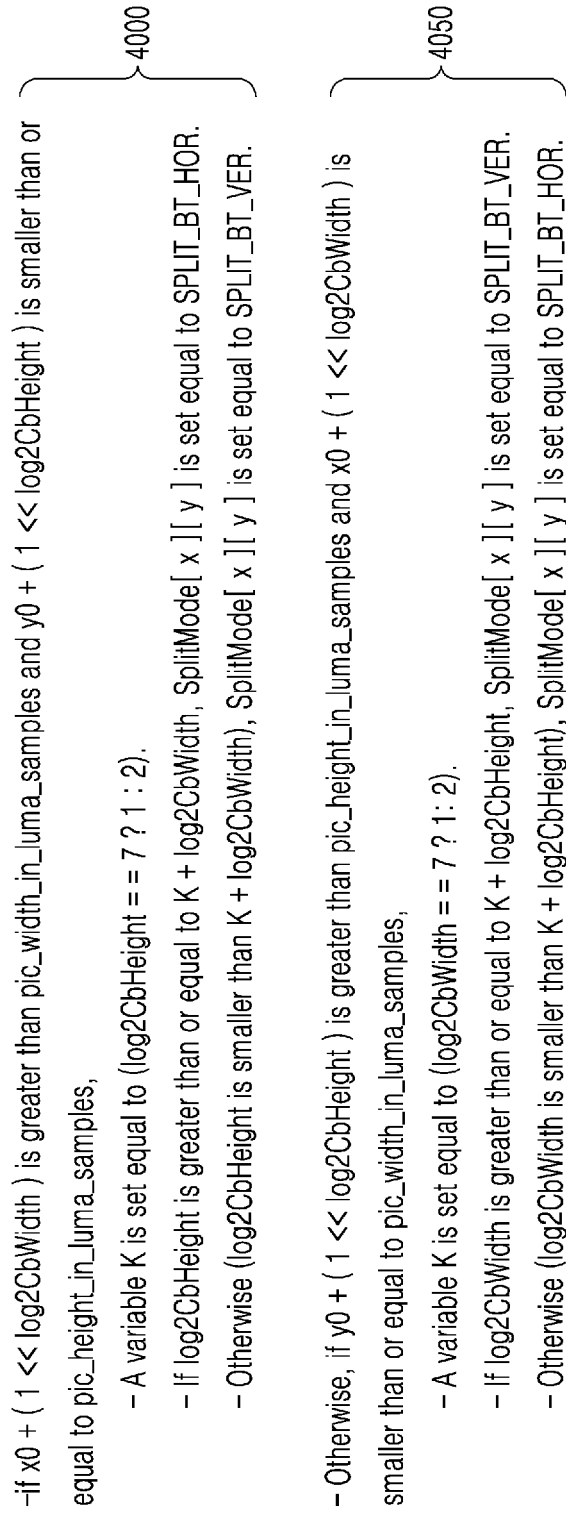 –if x0 + ( 1 << log2CbWidth ) is greater than pic_width_in_luma_samples and y0 + ( 1 << log2CbHeight ) is smaller than or
equal to pic_height_in_luma_samples,
– A variable K is set equal to (log2CbHeight = = 7 ? 1 : 2).
– If log2CbHeight is greater than or equal to K + log2CbWidth, SplitMode[ x ][ y ] is set equal to SPLIT_BT_HOR.
– Otherwise (log2CbHeight is smaller than K + log2CbWidth), SplitMode[ x ][ y ] is set equal to SPLIT_BT_VER.
4000
– Otherwise, if y0 + ( 1 << log2CbHeight ) is greater than pic_height_in_luma_samples and x0 + ( 1 << log2CbWidth ) is
smaller than or equal to pic_width_in_luma_samples,
– A variable K is set equal to (log2CbWidth = = 7 ? 1: 2).
– If log2CbWidth is greater than or equal to K + log2CbHeight, SplitMode[ x ][ y ] is set equal to SPLIT_BT_VER.
– Otherwise (log2CbWidth is smaller than K + log2CbHeight), SplitMode[ x ][ y ] is set equal to SPLIT_BT_HOR.
4050